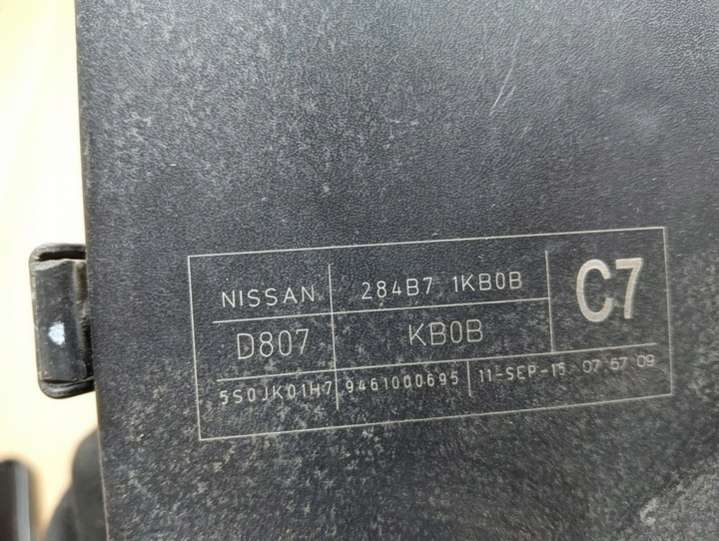 NISSAN 284B7 1KB0B C7
D807 KB0B
5S0JK01H7 9461000695 11-SEP-15 07 57 09